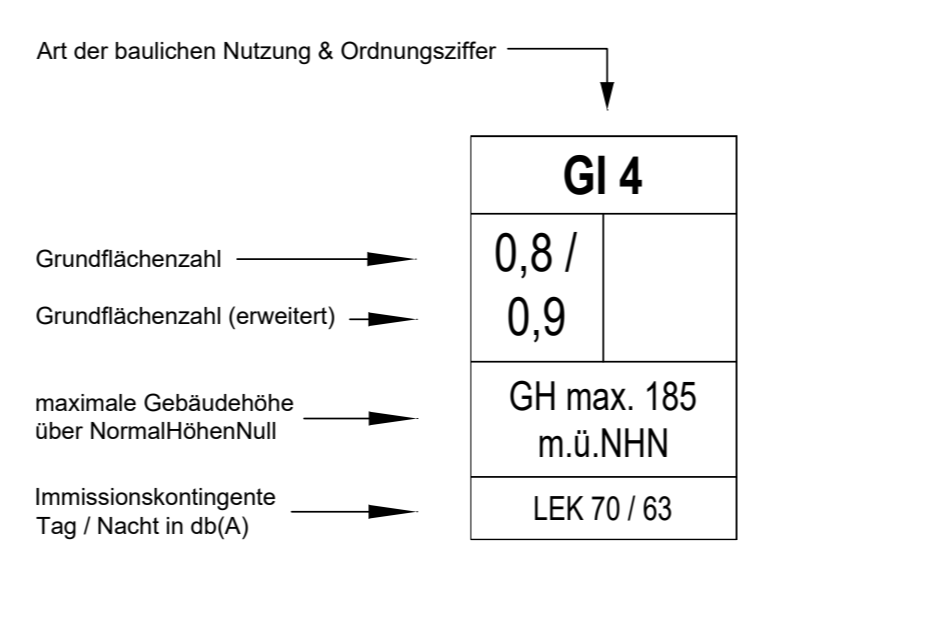 Art der baulichen Nutzung & Ordnungsziffer
GI 4
Grundflächenzahl
0,8 /
Grundflächenzahl (erweitert)
0,9
maximale Gebäudehöhe
über NormalHöhenNull
GH max. 185
m.ü.NHN
Immissionskontingente
Tag / Nacht in db(A)
LEK 70 / 63